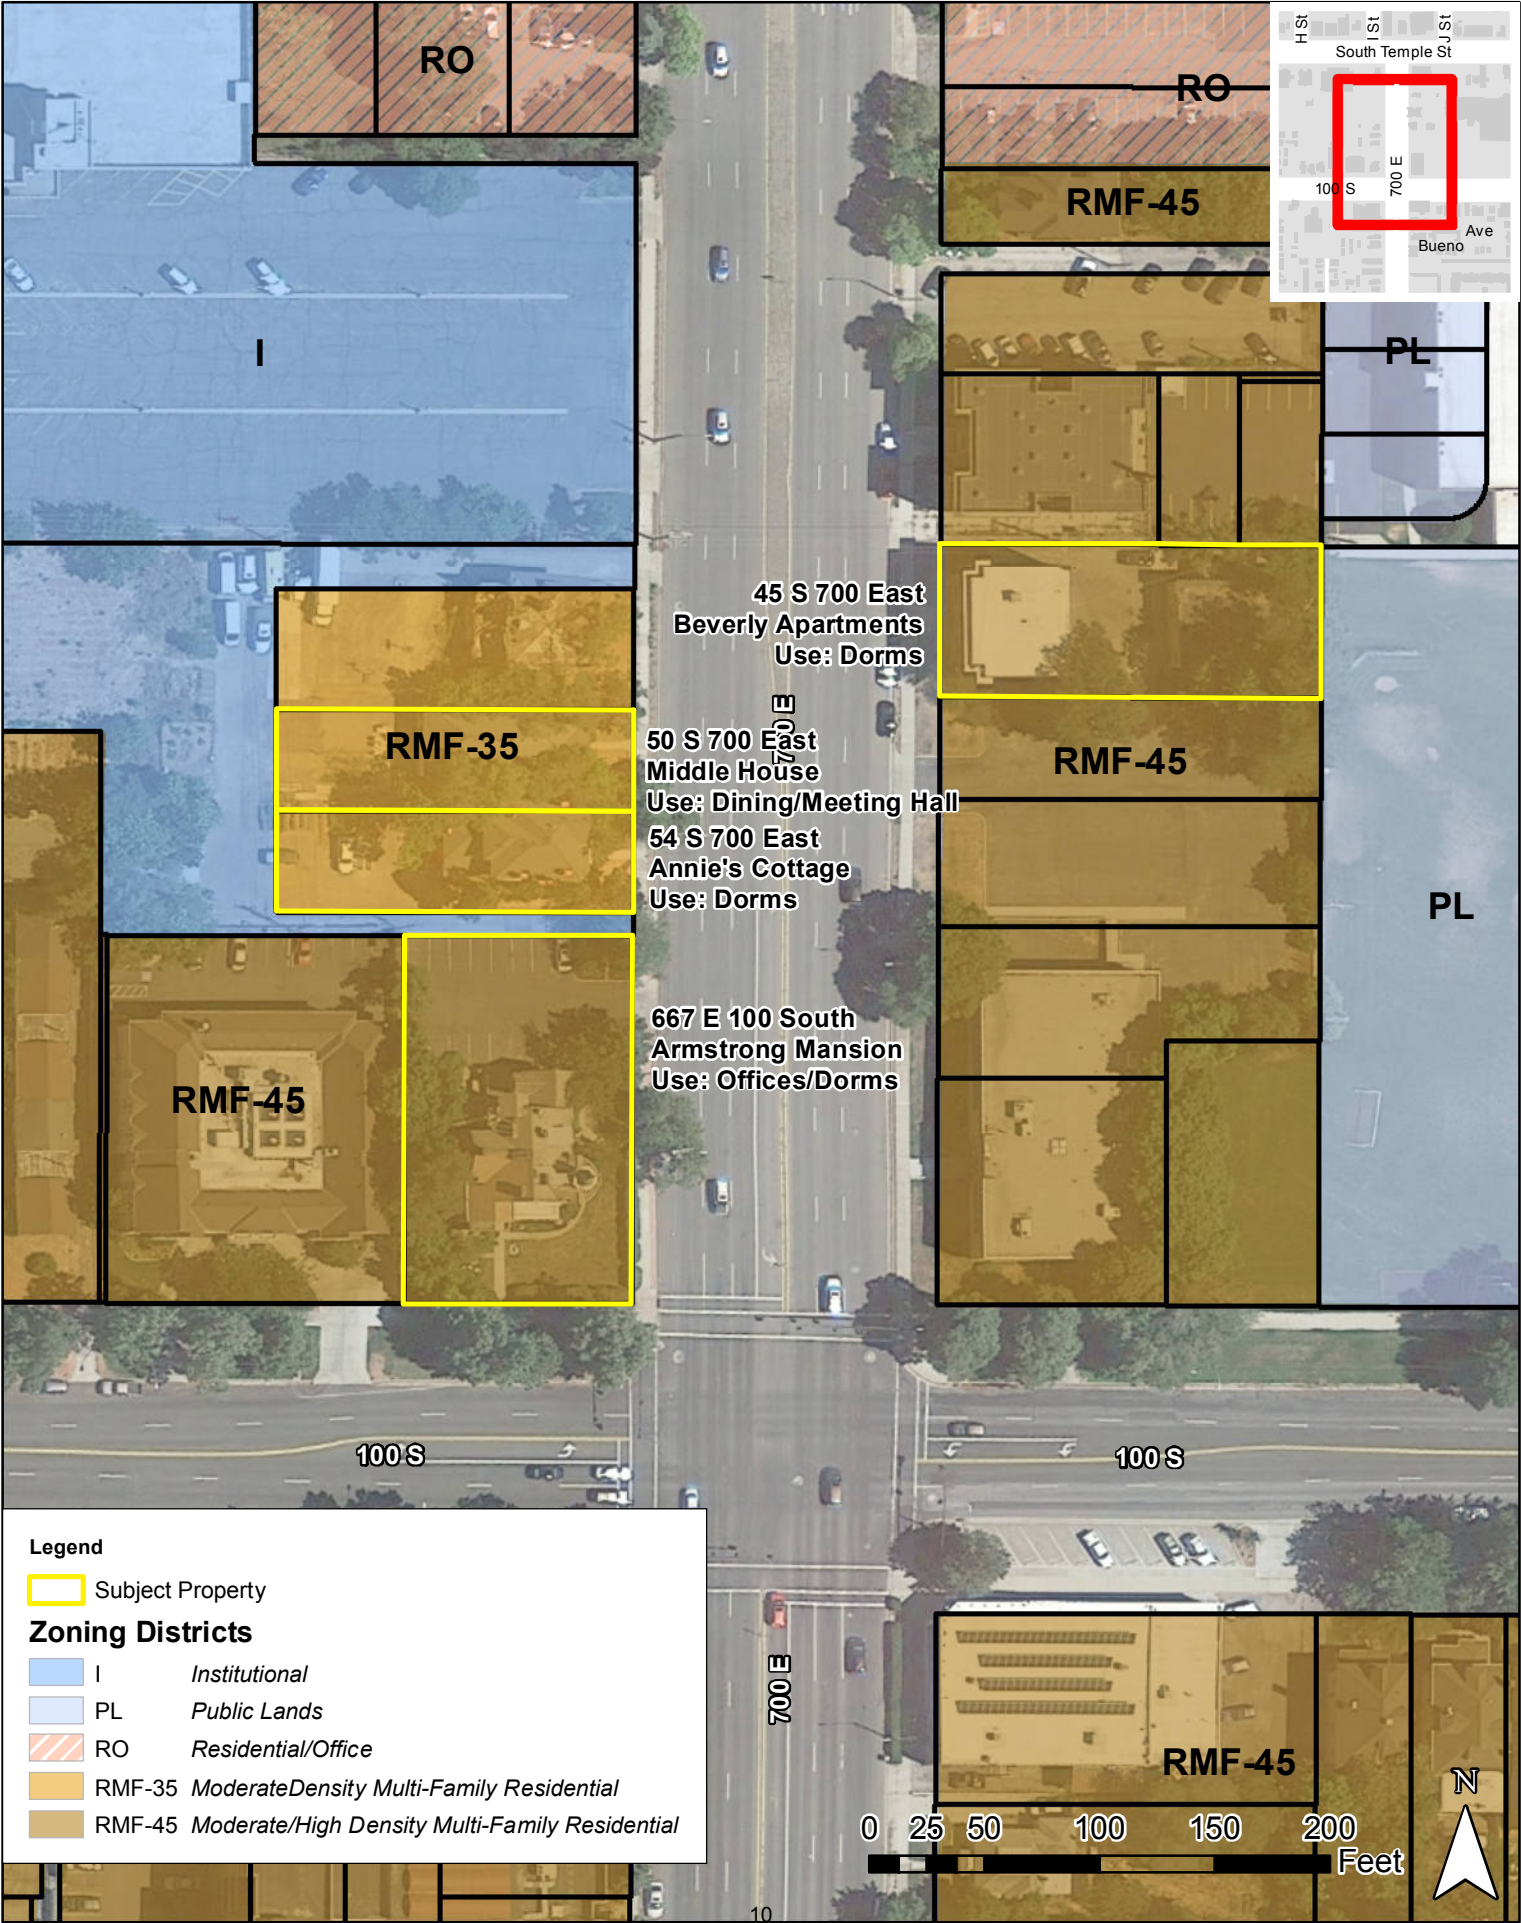 RO
RO
H St
I St
J St
South Temple St
700 E
100 S
Ave
Bueno
RMF-45
I
PL
45 S 700 East
Beverly Apartments
Use: Dorms
700 E
RMF-35
50 S 700 East
Middle House
Use: Dining/Meeting Hall
RMF-45
54 S 700 East
Annie's Cottage
Use: Dorms
PL
667 E 100 South
Armstrong Mansion
Use: Offices/Dorms
RMF-45
100 S
100 S
Legend
Subject Property
Zoning Districts
I Institutional
PL Public Lands
RO Residential/Office
RMF-35 ModerateDensity Multi-Family Residential
RMF-45 Moderate/High Density Multi-Family Residential
700 E
RMF-45
N
0 25 50 100 150 200
Feet
10